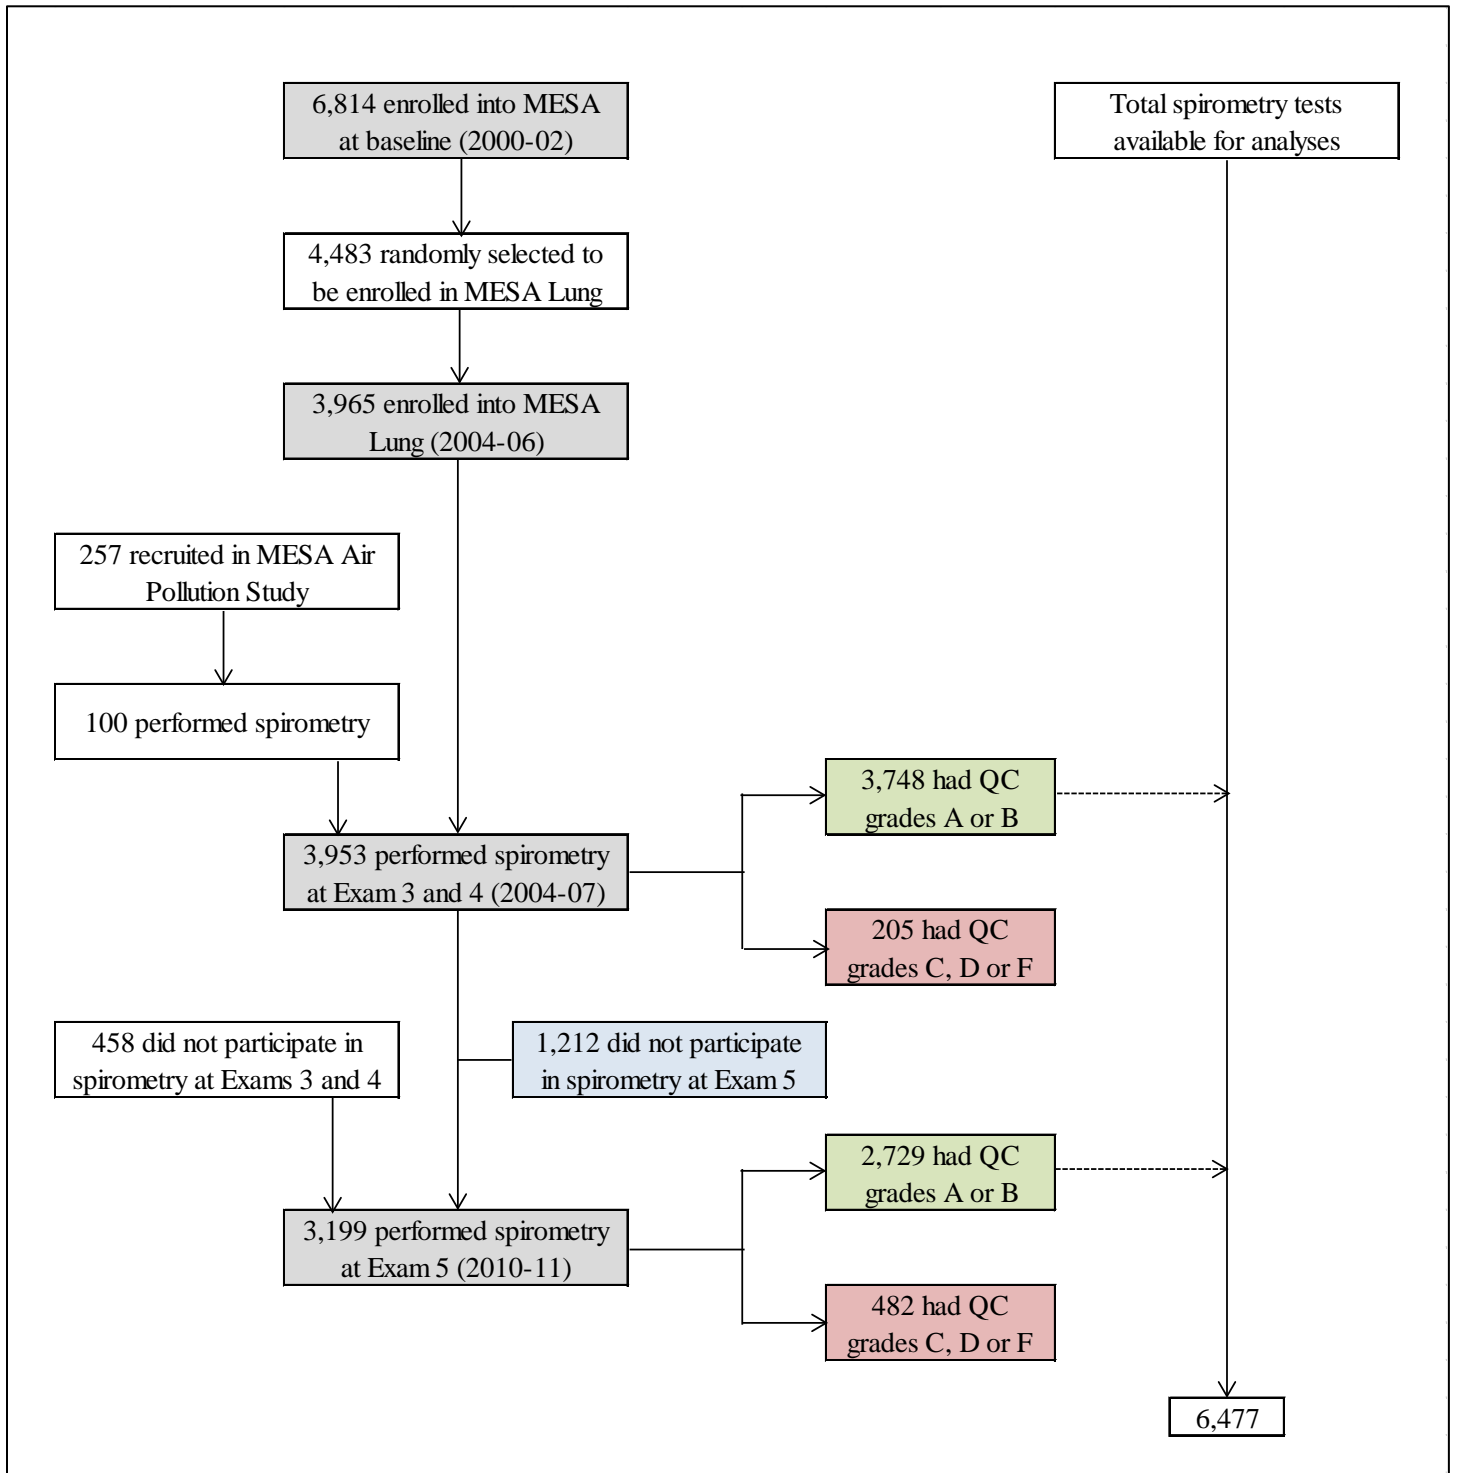 6,814 enrolled into MESA
at baseline (2000-02)
Total spirometry tests
available for analyses
4,483 randomly selected to
be enrolled in MESA Lung
3,965 enrolled into MESA
Lung (2004-06)
257 recruited in MESA Air
Pollution Study
100 performed spirometry
3,748 had QC
grades A or B
3,953 performed spirometry
at Exam 3 and 4 (2004-07)
205 had QC
grades C, D or F
458 did not participate in
spirometry at Exams 3 and 4
1,212 did not participate
in spirometry at Exam 5
2,729 had QC
grades A or B
3,199 performed spirometry
at Exam 5 (2010-11)
482 had QC
grades C, D or F
6,477